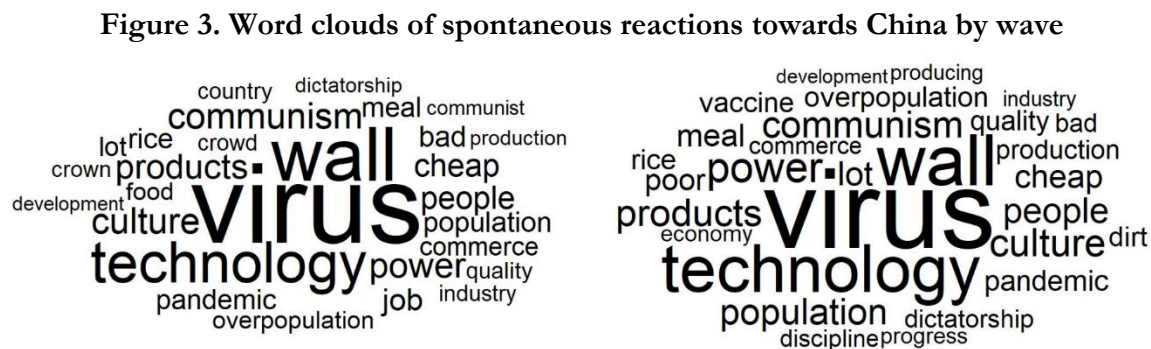 Figure 3. Word clouds of spontaneous reactions towards China by wave
country dictatorship
communism meal communist
lot rice crowd wall bad production
crown products cheap
development food virus people
culture population
technology power commerce
quality
pandemic job industry
overpopulation
development producing
vaccine overpopulation industry
meal communism quality bad
rice commerce wall production
poor power lot cheap
products virus people
economy culture dirt
technology pandemic
population dictatorship
discipline progress